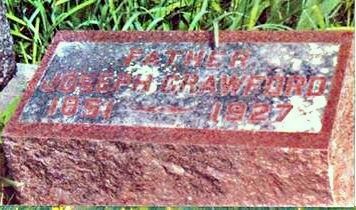 FATHER
JOSEPH CRAWFORD
1851 — 1927